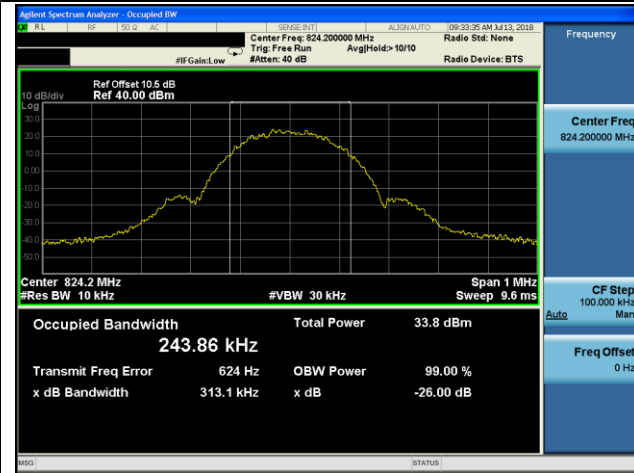 Agilent Spectrum Analyzer - Occupied BW
RL RF 50 Ω AC SENSE:INT ALIGN AUTO 09:33:35 AM Jul 13, 2018
Center Freq: 824.200000 MHz Radio Std: None
Trig: Free Run Avg|Hold:> 10/10
#IFGain:Low #Atten: 40 dB Radio Device: BTS
Ref Offset 10.5 dB
10 dB/div Ref 40.00 dBm
Log
30.0
20.0
10.0
0.00
-10.0
-20.0
-30.0
-40.0
-50.0
Center 824.2 MHz Span 1 MHz
#Res BW 10 kHz #VBW 30 kHz Sweep 9.6 ms
Occupied Bandwidth Total Power 33.8 dBm
243.86 kHz
Transmit Freq Error 624 Hz OBW Power 99.00 %
x dB Bandwidth 313.1 kHz x dB -26.00 dB
MSG STATUS
Frequency
Center Freq
824.200000 MHz
CF Step
100.000 kHz
Auto Man
Freq Offset
0 Hz